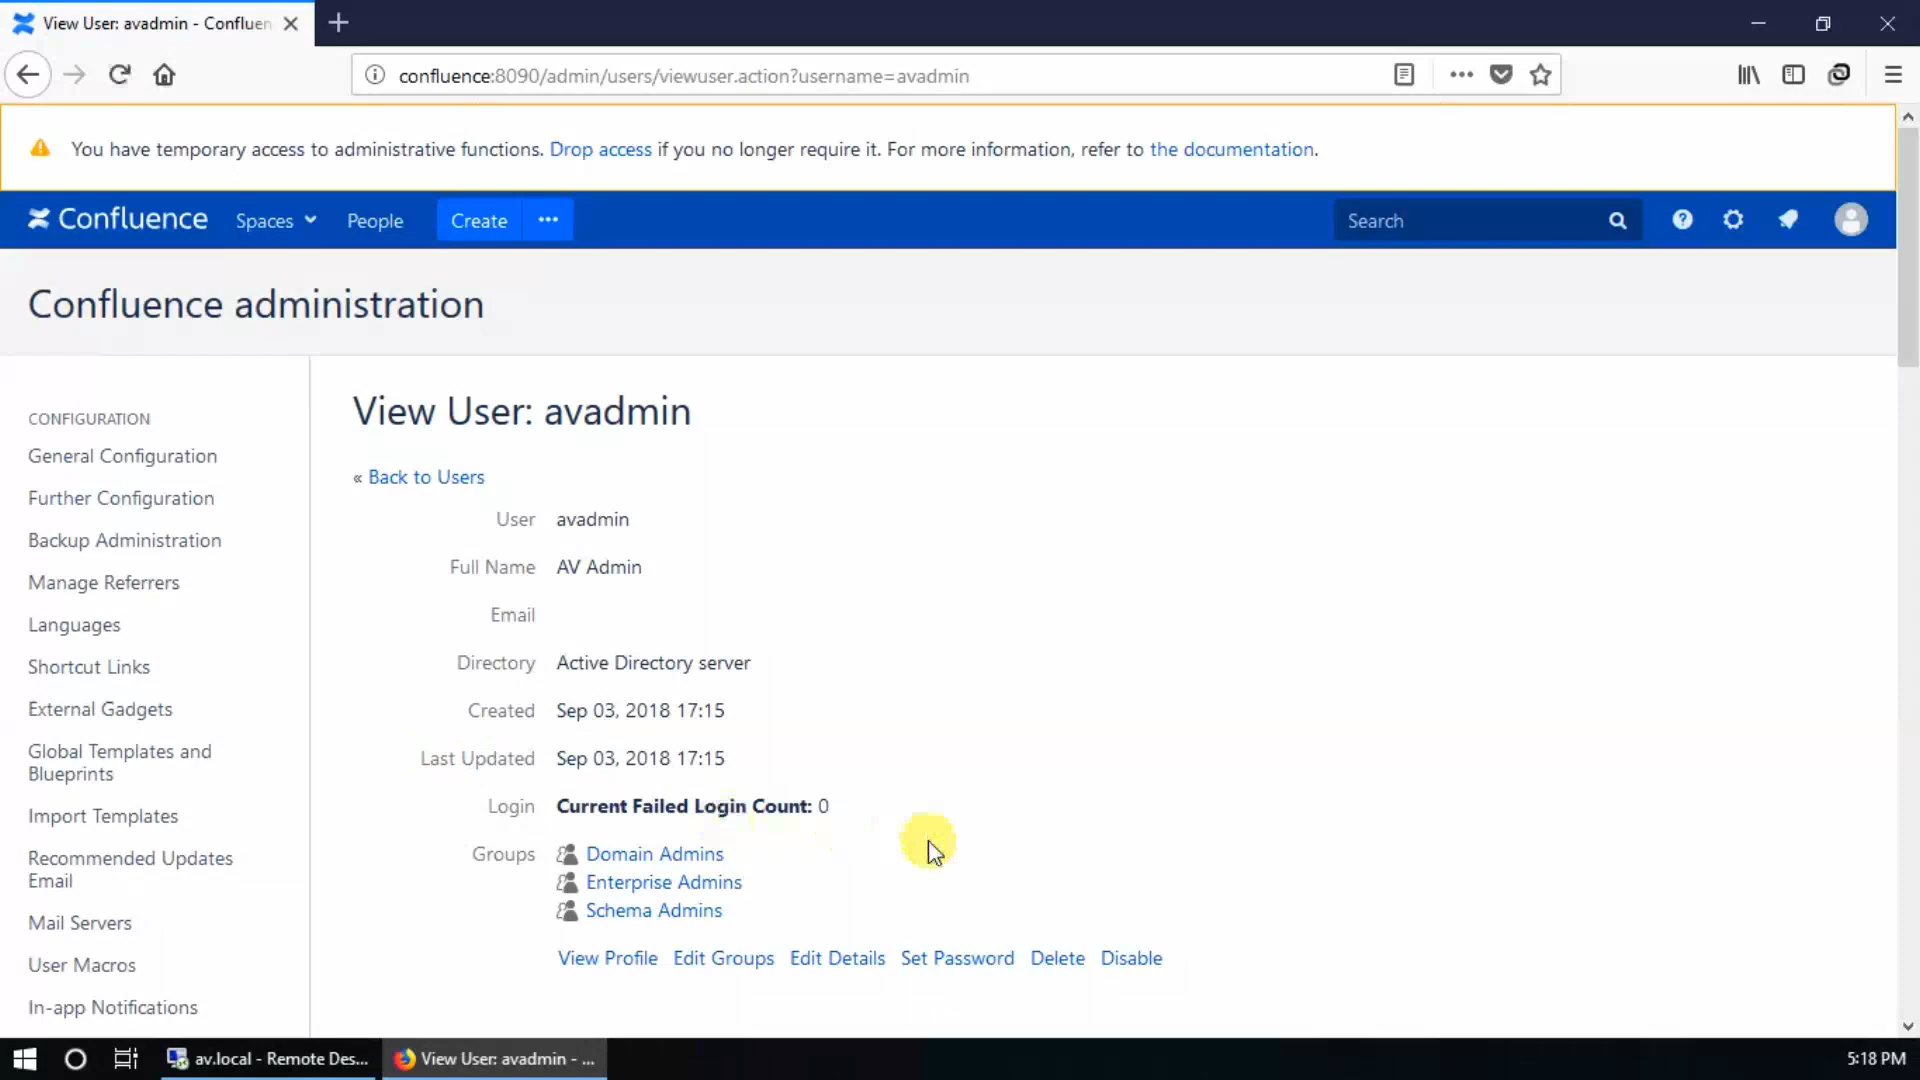 View User: avadmin - Confluen
confluence:8090/admin/users/viewuser.action?username=avadmin
You have temporary access to administrative functions. Drop access if you no longer require it. For more information, refer to the documentation.
Confluence Spaces People Create Search
Confluence administration
CONFIGURATION
General Configuration
Further Configuration
Backup Administration
Manage Referrers
Languages
Shortcut Links
External Gadgets
Global Templates and
Blueprints
Import Templates
Recommended Updates
Email
Mail Servers
User Macros
In-app Notifications
View User: avadmin
« Back to Users
User avadmin
Full Name AV Admin
Email
Directory Active Directory server
Created Sep 03, 2018 17:15
Last Updated Sep 03, 2018 17:15
Login Current Failed Login Count: 0
Groups Domain Admins
Enterprise Admins
Schema Admins
View Profile Edit Groups Edit Details Set Password Delete Disable
av.local - Remote Des... View User: avadmin - ... 5:18 PM